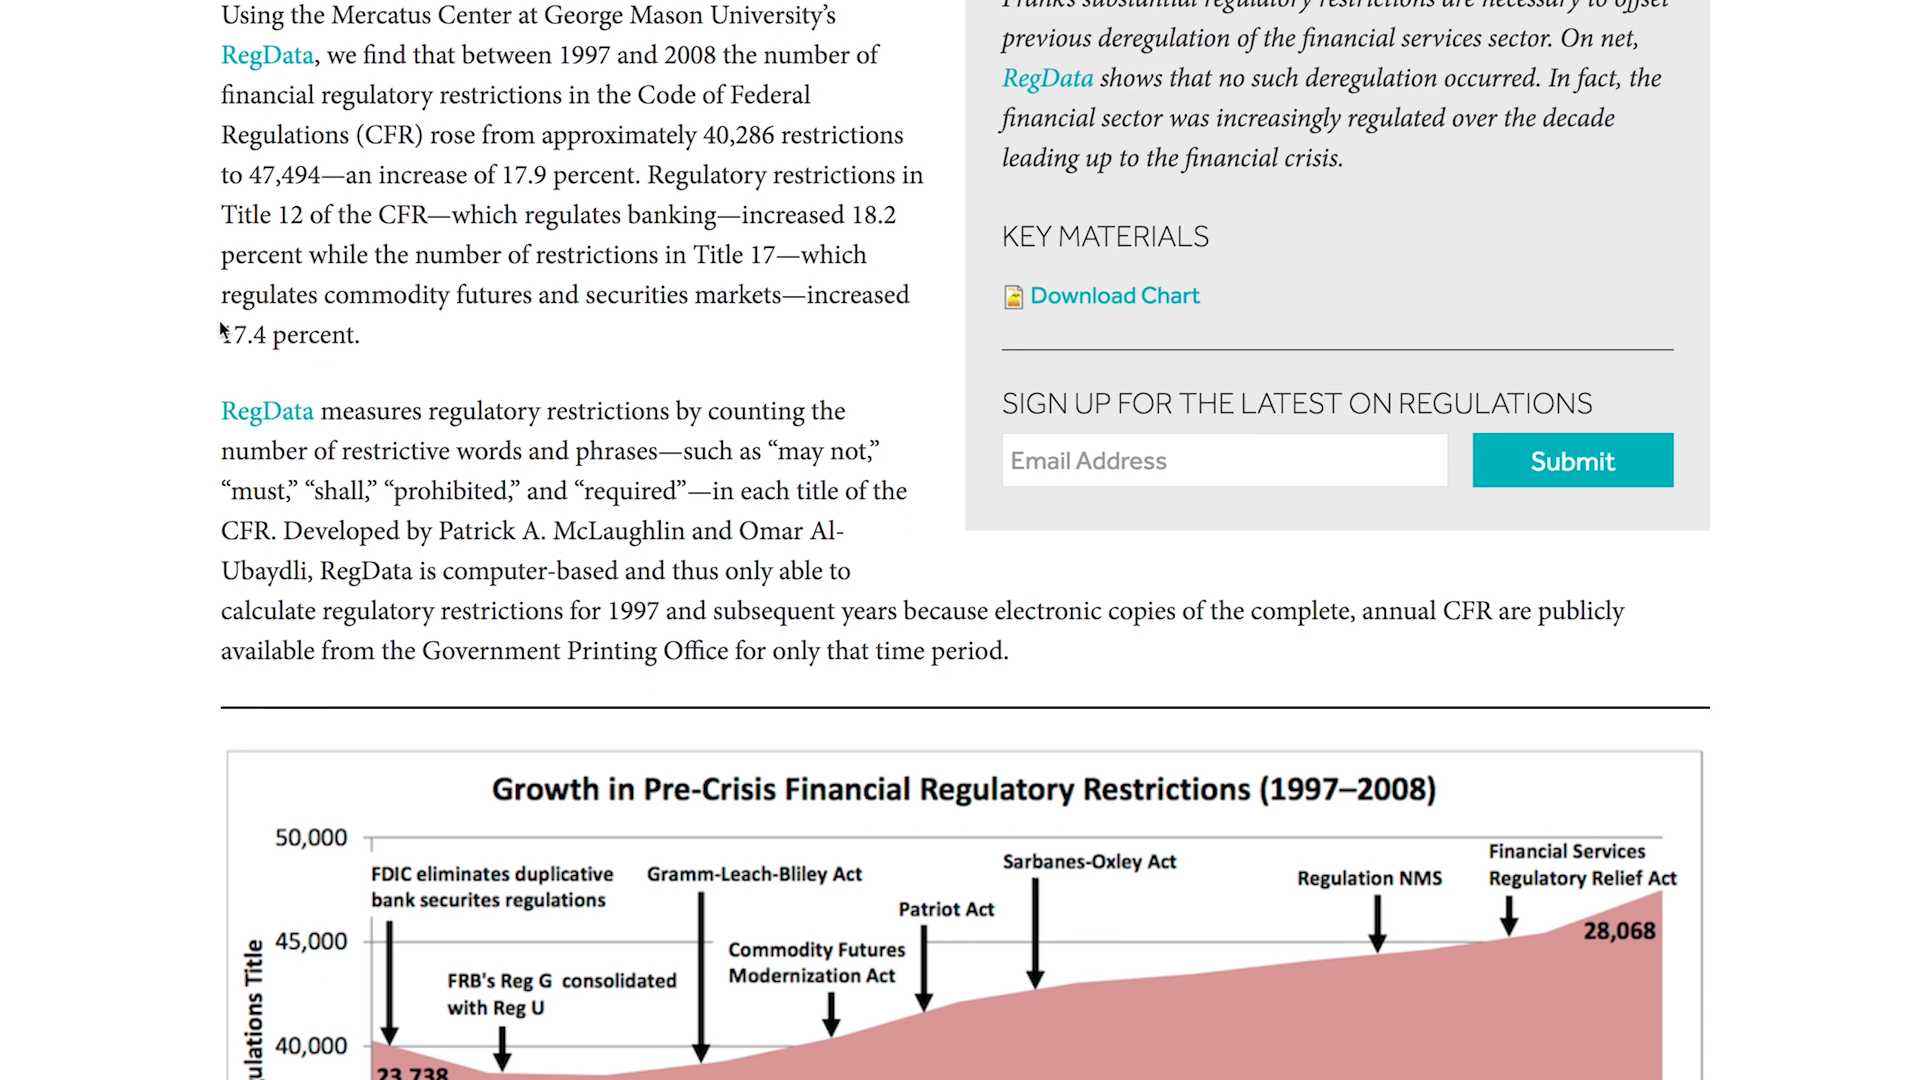 Using the Mercatus Center at George Mason University’s
RegData, we find that between 1997 and 2008 the number of
financial regulatory restrictions in the Code of Federal
Regulations (CFR) rose from approximately 40,286 restrictions
to 47,494—an increase of 17.9 percent. Regulatory restrictions in
Title 12 of the CFR—which regulates banking—increased 18.2
percent while the number of restrictions in Title 17—which
regulates commodity futures and securities markets—increased
17.4 percent.
RegData measures regulatory restrictions by counting the
number of restrictive words and phrases—such as “may not,”
“must,” “shall,” “prohibited,” and “required”—in each title of the
CFR. Developed by Patrick A. McLaughlin and Omar Al-
Ubaydli, RegData is computer-based and thus only able to
calculate regulatory restrictions for 1997 and subsequent years because electronic copies of the complete, annual CFR are publicly
available from the Government Printing Office for only that time period.
Frank's substantial regulatory restrictions are necessary to offset
previous deregulation of the financial services sector. On net,
RegData shows that no such deregulation occurred. In fact, the
financial sector was increasingly regulated over the decade
leading up to the financial crisis.
KEY MATERIALS
Download Chart
SIGN UP FOR THE LATEST ON REGULATIONS
Email Address
Submit
Growth in Pre-Crisis Financial Regulatory Restrictions (1997–2008)
50,000
45,000
40,000
FDIC eliminates duplicative
bank securites regulations
FRB's Reg G consolidated
with Reg U
Gramm-Leach-Bliley Act
Commodity Futures
Modernization Act
Patriot Act
Sarbanes-Oxley Act
Regulation NMS
Financial Services
Regulatory Relief Act
28,068
23,738
Title